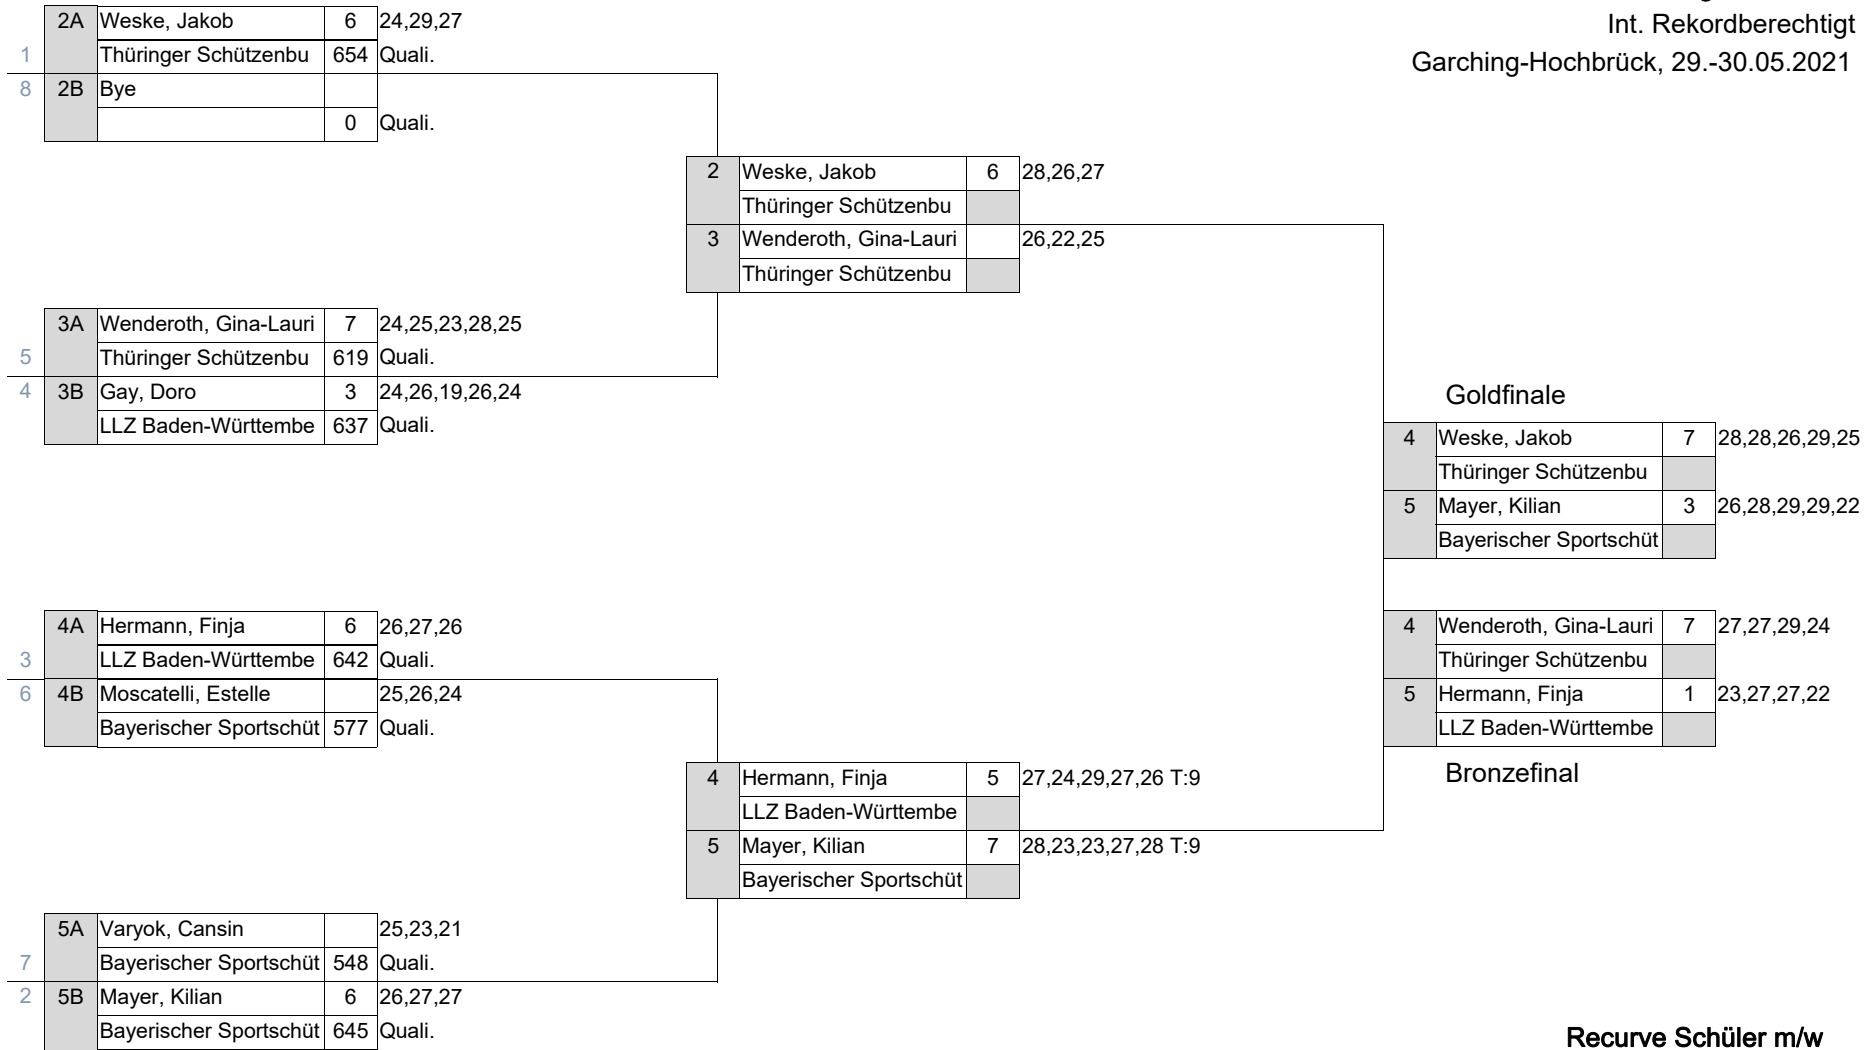 Int. Rekordberechtigt
Garching-Hochbrück, 29.-30.05.2021
2A Weske, Jakob 6 24,29,27
1 Thüringer Schützenbu 654 Quali.
8 2B Bye
0 Quali.
2 Weske, Jakob 6 28,26,27
Thüringer Schützenbu
3 Wenderoth, Gina-Lauri 26,22,25
Thüringer Schützenbu
3A Wenderoth, Gina-Lauri 7 24,25,23,28,25
5 Thüringer Schützenbu 619 Quali.
4 3B Gay, Doro 3 24,26,19,26,24
LLZ Baden-Württembe 637 Quali.
Goldfinale
4 Weske, Jakob 7 28,28,26,29,25
Thüringer Schützenbu
5 Mayer, Kilian 3 26,28,29,29,22
Bayerischer Sportschüt
4A Hermann, Finja 6 26,27,26
3 LLZ Baden-Württembe 642 Quali.
6 4B Moscatelli, Estelle 25,26,24
Bayerischer Sportschüt 577 Quali.
4 Wenderoth, Gina-Lauri 7 27,27,29,24
Thüringer Schützenbu
5 Hermann, Finja 1 23,27,27,22
LLZ Baden-Württembe
Bronzefinal
4 Hermann, Finja 5 27,24,29,27,26 T:9
LLZ Baden-Württembe
5 Mayer, Kilian 7 28,23,23,27,28 T:9
Bayerischer Sportschüt
5A Varyok, Cansin 25,23,21
7 Bayerischer Sportschüt 548 Quali.
2 5B Mayer, Kilian 6 26,27,27
Bayerischer Sportschüt 645 Quali.
Recurve Schüler m/w